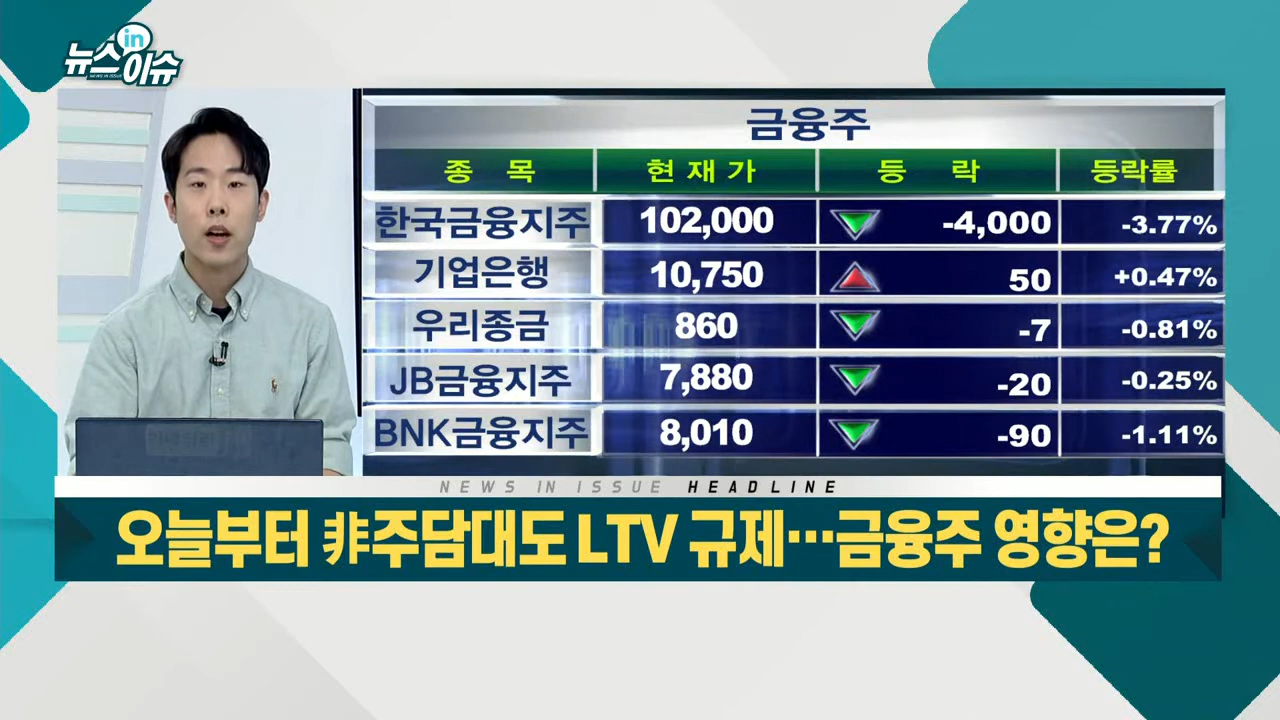 뉴스in이슈
NEWS IN ISSUE
금융주
종 목 현재가 등 락 등락률
한국금융지주 102,000 ▼ -4,000 -3.77%
기업은행 10,750 ▲ 50 +0.47%
우리종금 860 ▼ -7 -0.81%
JB금융지주 7,880 ▼ -20 -0.25%
BNK금융지주 8,010 ▼ -90 -1.11%
NEWS IN ISSUE HEADLINE
오늘부터 非주담대도 LTV 규제…금융주 영향은?